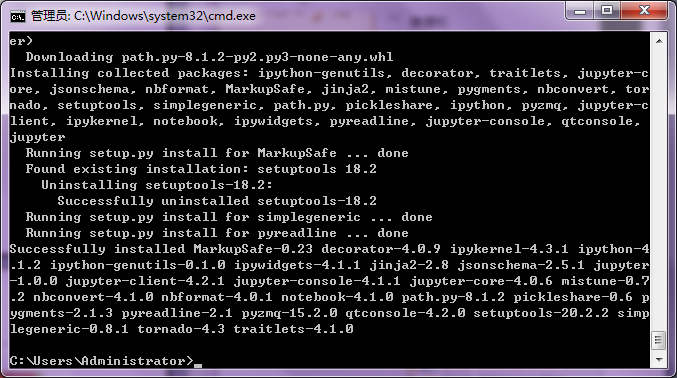 管理员: C:\Windows\system32\cmd.exe
er)
  Downloading path.py-8.1.2-py2.py3-none-any.whl
Installing collected packages: ipython-genutils, decorator, traitlets, jupyter-c
ore, jsonschema, nbformat, MarkupSafe, jinja2, mistune, pygments, nbconvert, tor
nado, setuptools, simplegeneric, path.py, pickleshare, ipython, pyzmq, jupyter-c
lient, ipykernel, notebook, ipywidgets, pyreadline, jupyter-console, qtconsole,
jupyter
  Running setup.py install for MarkupSafe ... done
  Found existing installation: setuptools 18.2
    Uninstalling setuptools-18.2:
      Successfully uninstalled setuptools-18.2
  Running setup.py install for simplegeneric ... done
  Running setup.py install for pyreadline ... done
Successfully installed MarkupSafe-0.23 decorator-4.0.9 ipykernel-4.3.1 ipython-4
.1.2 ipython-genutils-0.1.0 ipywidgets-4.1.1 jinja2-2.8 jsonschema-2.5.1 jupyter
-1.0.0 jupyter-client-4.2.1 jupyter-console-4.1.1 jupyter-core-4.0.6 mistune-0.7
.2 nbconvert-4.1.0 nbformat-4.0.1 notebook-4.1.0 path.py-8.1.2 pickleshare-0.6 p
ygments-2.1.3 pyreadline-2.1 pyzmq-15.2.0 qtconsole-4.2.0 setuptools-20.2.2 simp
legeneric-0.8.1 tornado-4.3 traitlets-4.1.0
C:\Users\Administrator>_